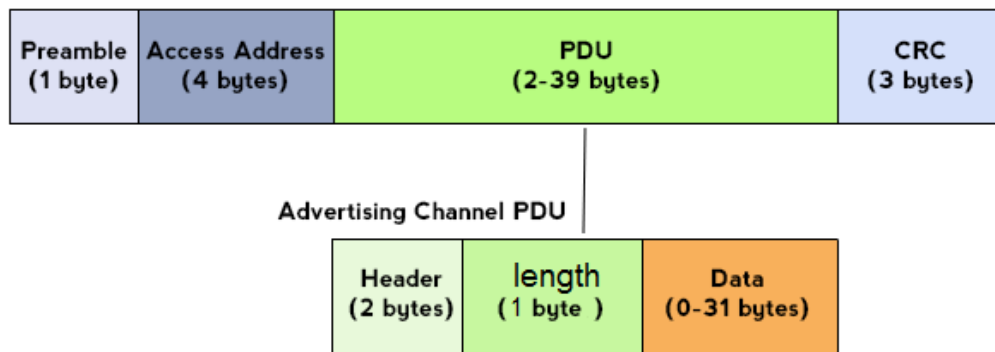 Preamble
(1 byte)
Access Address
(4 bytes)
PDU
(2-39 bytes)
CRC
(3 bytes)
Advertising Channel PDU
Header
(2 bytes)
length
(1 byte )
Data
(0-31 bytes)